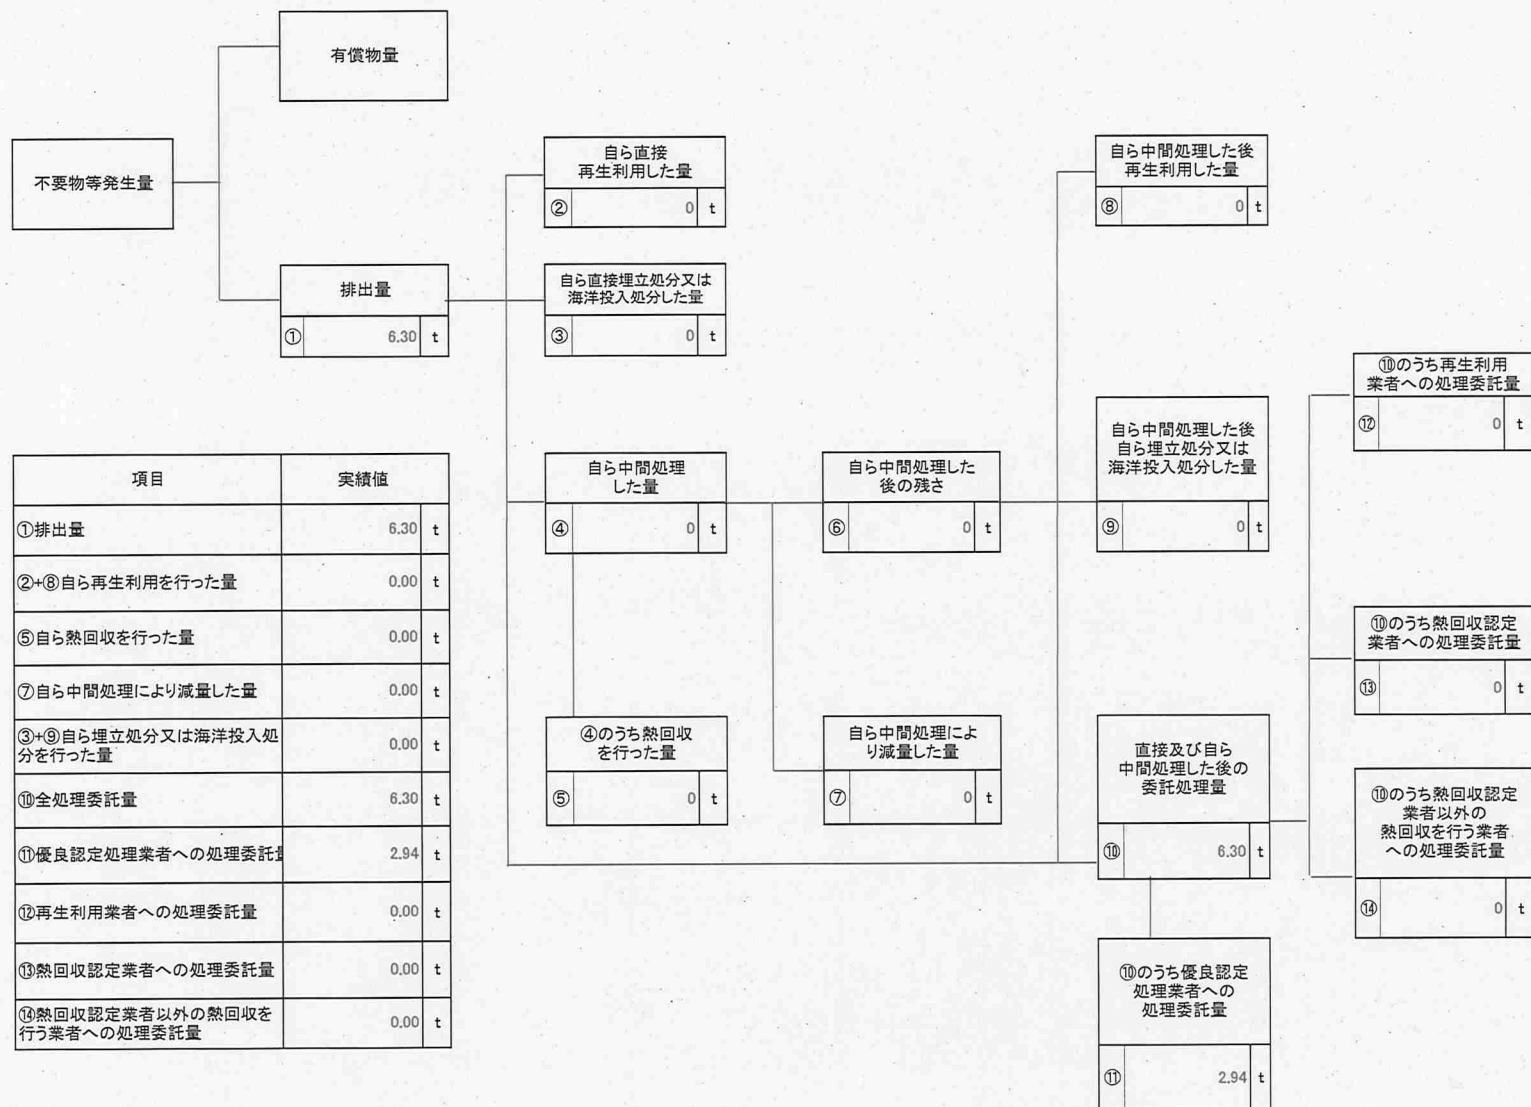 有償物量
不要物等発生量
排出量
① 6.30 t
自ら直接
再生利用した量
② 0 t
自ら直接埋立処分又は
海洋投入処分した量
③ 0 t
自ら中間処理
した量
④ 0 t
④のうち熱回収
を行った量
⑤ 0 t
自ら中間処理した
後の残さ
⑥ 0 t
自ら中間処理によ
り減量した量
⑦ 0 t
自ら中間処理した後
再生利用した量
⑧ 0 t
自ら中間処理した後
自ら埋立処分又は
海洋投入処分した量
⑨ 0 t
直接及び自ら
中間処理した後の
委託処理量
⑩ 6.30 t
⑩のうち優良認定
処理業者への
処理委託量
⑪ 2.94 t
⑩のうち再生利用
業者への処理委託量
⑫ 0 t
⑩のうち熱回収認定
業者への処理委託量
⑬ 0 t
⑩のうち熱回収認定
業者以外の
熱回収を行う業者
への処理委託量
⑭ 0 t
項目 実績値
①排出量 6.30 t
②+⑧自ら再生利用を行った量 0.00 t
⑤自ら熱回収を行った量 0.00 t
⑦自ら中間処理により減量した量 0.00 t
③+⑨自ら埋立処分又は海洋投入処
分を行った量 0.00 t
⑩全処理委託量 6.30 t
⑪優良認定処理業者への処理委託量 2.94 t
⑫再生利用業者への処理委託量 0.00 t
⑬熱回収認定業者への処理委託量 0.00 t
⑭熱回収認定業者以外の熱回収を
行う業者への処理委託量 0.00 t